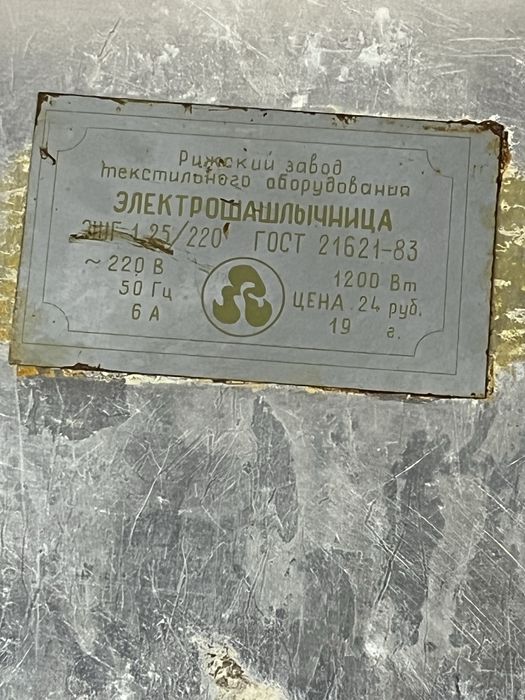 Рижский завод
текстильного оборудования
ЭЛЕКТРОШАШЛЫЧНИЦА
ЭШГ-1,25/220 ГОСТ 21621-83
~ 220 В 1200 Вт
50 Гц ЦЕНА 24 руб.
6 А 19 г.